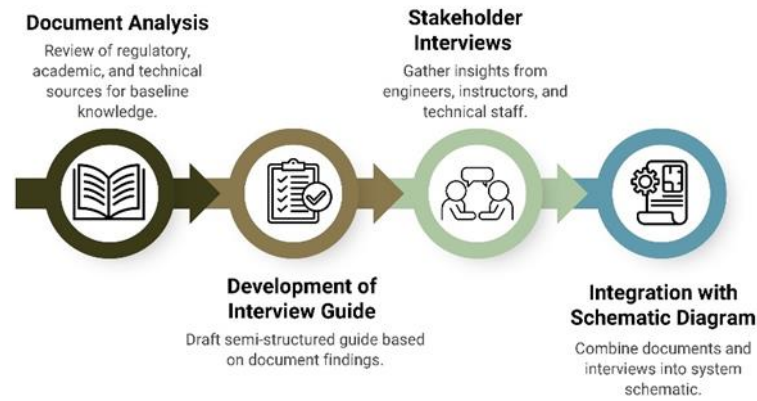 Document Analysis
Review of regulatory,
academic, and technical
sources for baseline
knowledge.
Development of
Interview Guide
Draft semi-structured guide based
on document findings.
Stakeholder
Interviews
Gather insights from
engineers, instructors, and
technical staff.
Integration with
Schematic Diagram
Combine documents and
interviews into system
schematic.